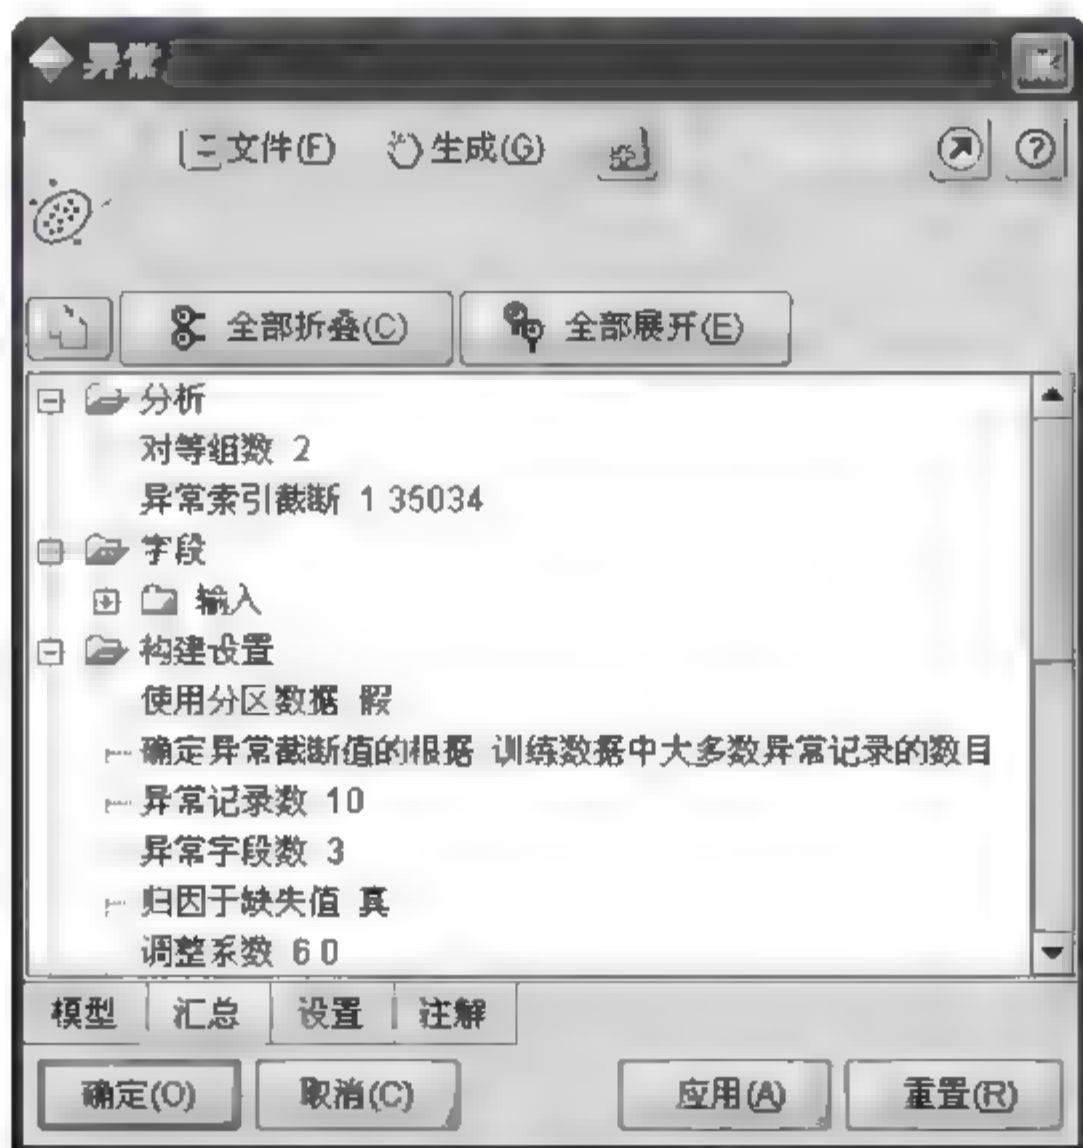 异常
文件(F) 生成(G)
全部折叠(C) 全部展开(E)
分析
对等组数 2
异常索引截断 1 35034
字段
输入
构建设置
使用分区数据 假
确定异常截断值的根据 训练数据中大多数异常记录的数目
异常记录数 10
异常字段数 3
归因于缺失值 真
调整系数 6 0
模型 汇总 设置 注解
确定(O) 取消(C) 应用(A) 重置(R)